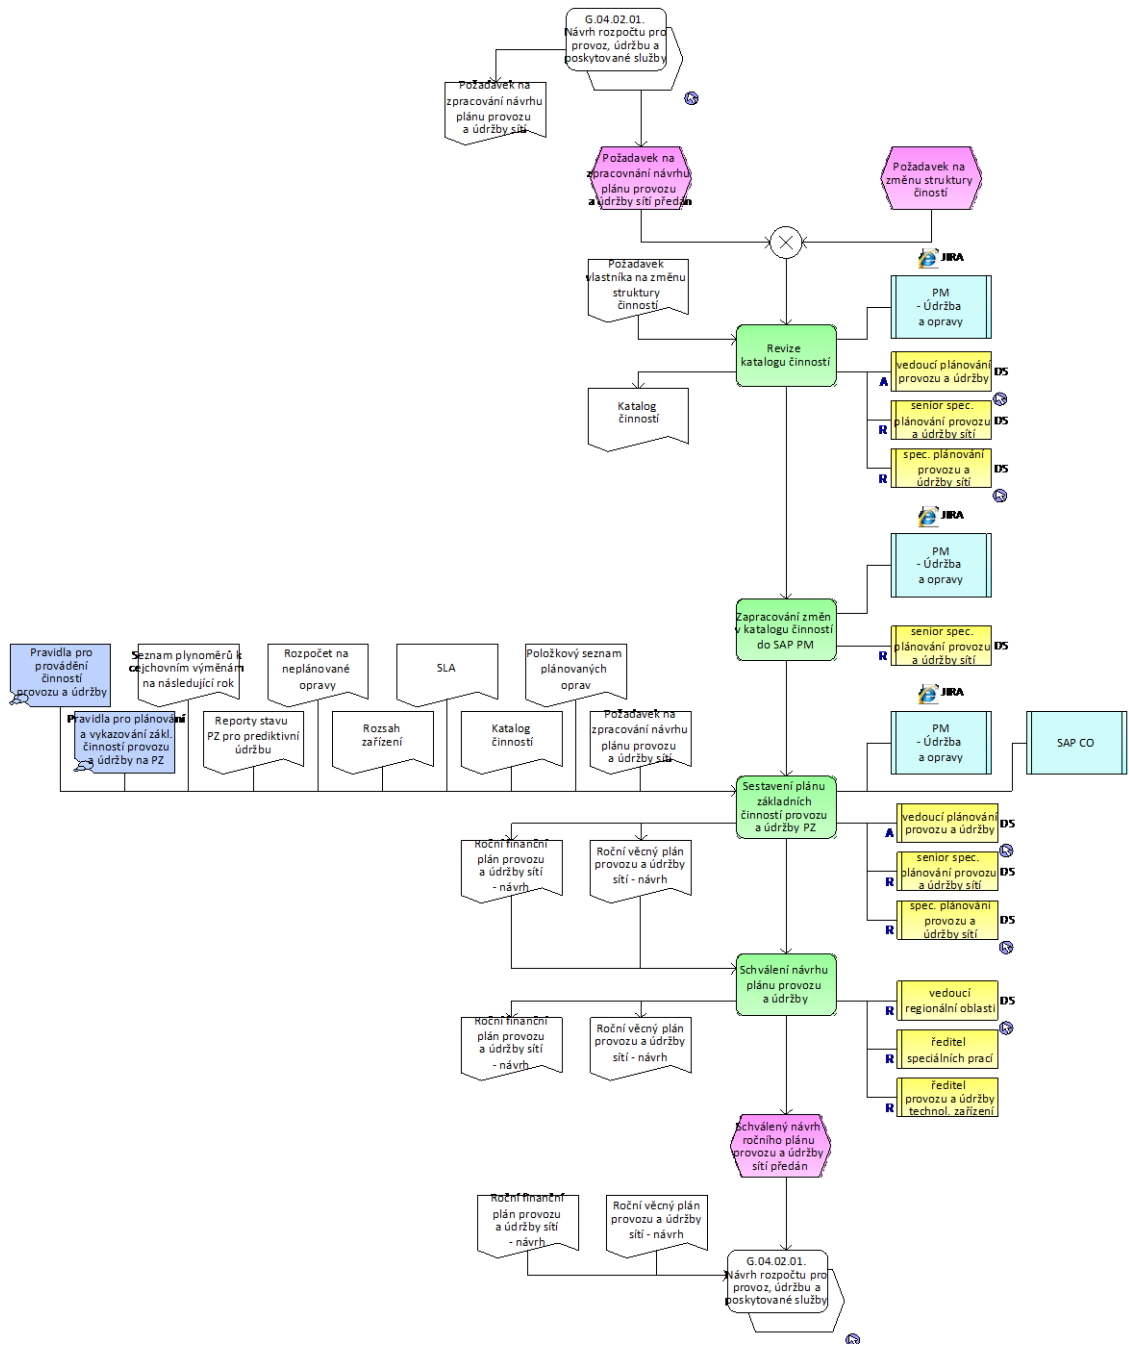 G.04.02.01.
Návrh rozpočtu pro
provoz, údržbu a
poskytované služby
Požadavek na
zpracování návrhu
plánu provozu
a údržby sítí
Požadavek na
zpracovnání návrhu
plánu provozu
a údržby sítí předán
Požadavek na
změnu struktury
čiností
Požadavek
vlastníka na změnu
struktury
činností
JIRA
PM
- Údržba
a opravy
Revize
katalogu činností
vedoucí plánování
provozu a údržby
A
DS
Katalog
činností
senior spec.
plánování provozu
a údržby sítí
R
DS
spec. plánování
provozu a
údržby sítí
R
DS
JIRA
PM
- Údržba
a opravy
Zapracování změn
v katalogu činností
do SAP PM
senior spec.
plánování provozu
a údržby sítí
R
DS
Pravidla pro
provádění
činností
provozu a údržby
Seznam plynoměrů k
cejchovním výměnám
na následující rok
Rozpočet na
neplánované
opravy
SLA
Položkový seznam
plánovaných
oprav
JIRA
Pravidla pro plánování
a vykazování zákl.
činností provozu
a údržby na PZ
Reporty stavu
PZ pro prediktivní
údržbu
Rozsah
zařízení
Katalog
činností
Požadavek na
zpracování návrhu
plánu provozu
a údržby sítí
PM
- Údržba
a opravy
SAP CO
Sestavení plánu
základních
činností provozu
a údržby PZ
vedoucí plánování
provozu a údržby
A
DS
Roční finanční
plán provozu
a údržby sítí
- návrh
Roční věcný plán
provozu a údržby
sítí - návrh
senior spec.
plánování provozu
a údržby sítí
R
DS
spec. plánování
provozu a
údržby sítí
R
DS
Schválení návrhu
plánu provozu
a údržby
vedoucí
regionální oblasti
R
DS
Roční finanční
plán provozu
a údržby sítí
- návrh
Roční věcný plán
provozu a údržby
sítí - návrh
ředitel
speciálních prací
R
ředitel
provozu a údržby
technol. zařízení
R
Schválený návrh
ročního plánu
provozu a údržby
sítí předán
Roční finanční
plán provozu
a údržby sítí
- návrh
Roční věcný plán
provozu a údržby
sítí - návrh
G.04.02.01.
Návrh rozpočtu pro
provoz, údržbu a
poskytované služby